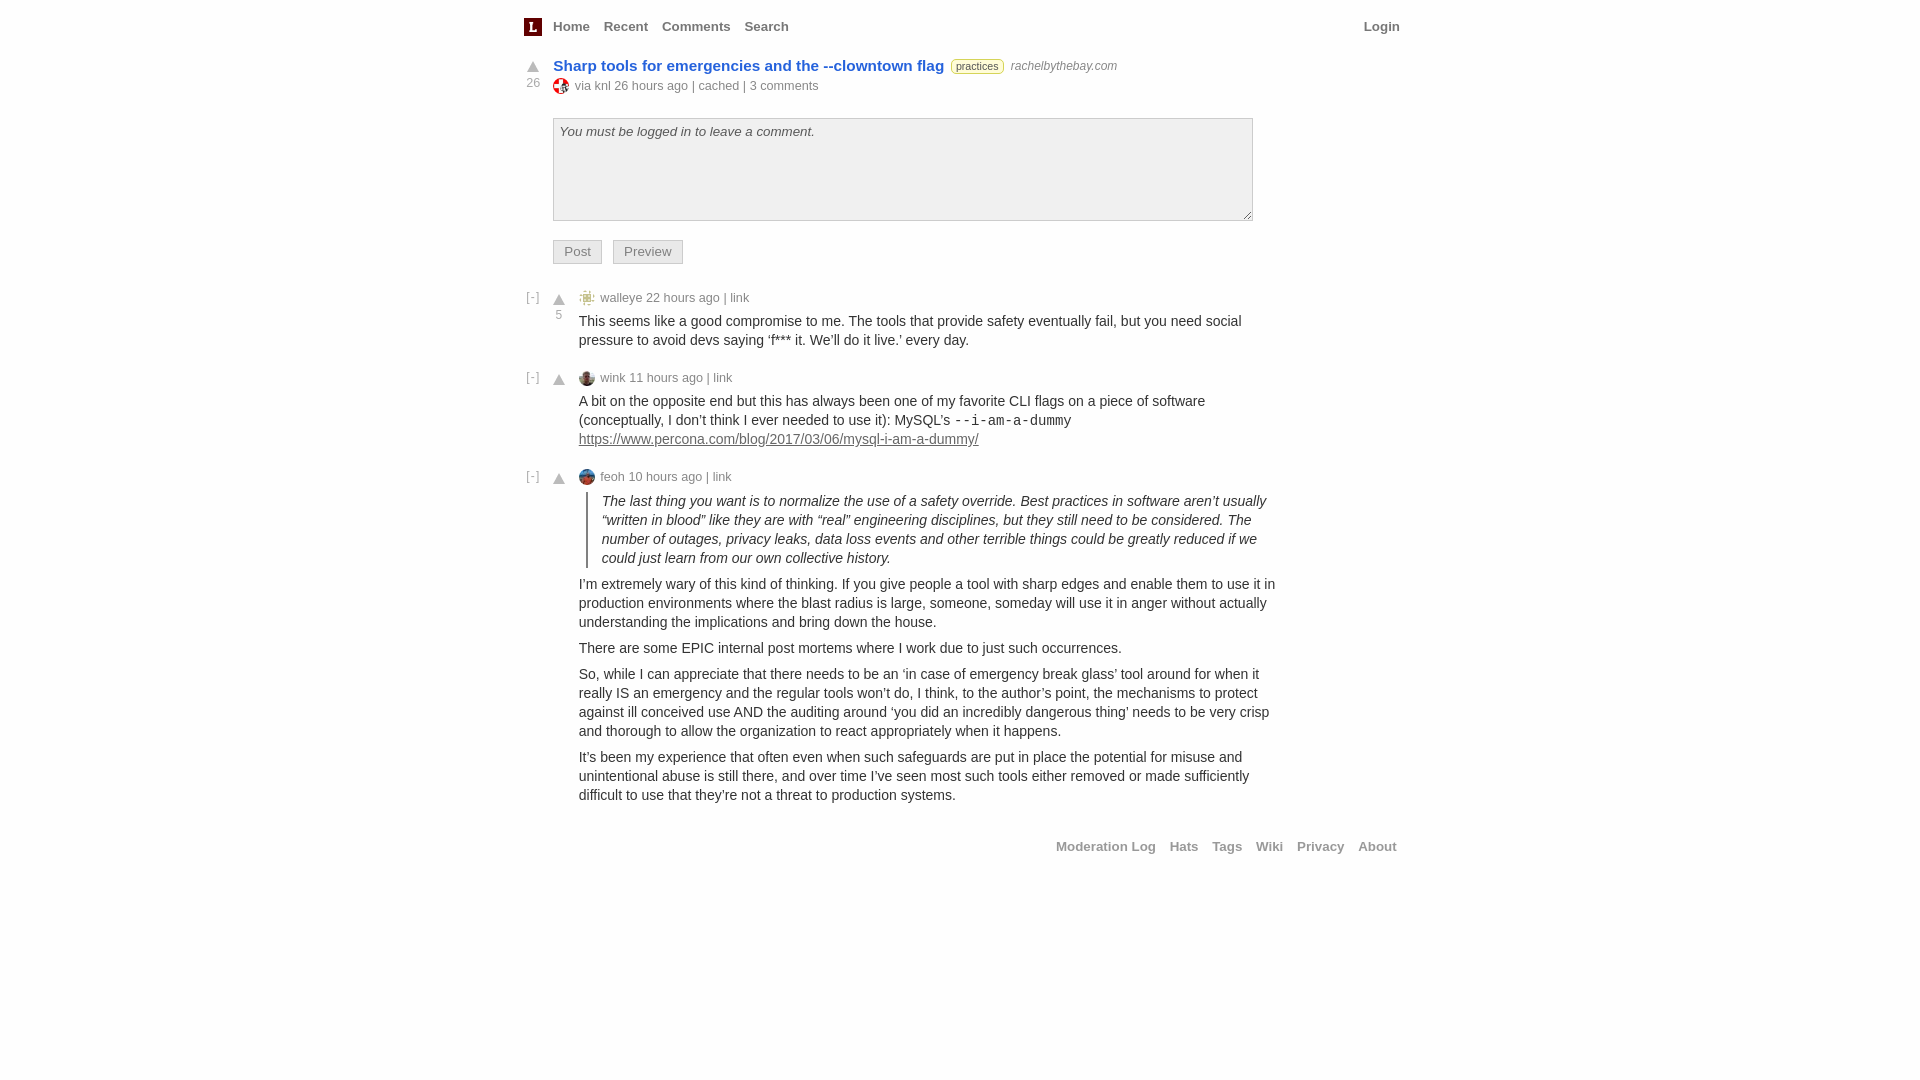 L Home Recent Comments Search Login
Sharp tools for emergencies and the --clowntown flag practices rachelbythebay.com
26
via knl 26 hours ago | cached | 3 comments
You must be logged in to leave a comment.
Post Preview
[-] walleye 22 hours ago | link
5
This seems like a good compromise to me. The tools that provide safety eventually fail, but you need social
pressure to avoid devs saying ‘f*** it. We’ll do it live.’ every day.
[-] wink 11 hours ago | link
A bit on the opposite end but this has always been one of my favorite CLI flags on a piece of software
(conceptually, I don’t think I ever needed to use it): MySQL’s --i-am-a-dummy
https://www.percona.com/blog/2017/03/06/mysql-i-am-a-dummy/
[-] feoh 10 hours ago | link
The last thing you want is to normalize the use of a safety override. Best practices in software aren’t usually
“written in blood” like they are with “real” engineering disciplines, but they still need to be considered. The
number of outages, privacy leaks, data loss events and other terrible things could be greatly reduced if we
could just learn from our own collective history.
I’m extremely wary of this kind of thinking. If you give people a tool with sharp edges and enable them to use it in
production environments where the blast radius is large, someone, someday will use it in anger without actually
understanding the implications and bring down the house.
There are some EPIC internal post mortems where I work due to just such occurrences.
So, while I can appreciate that there needs to be an ‘in case of emergency break glass’ tool around for when it
really IS an emergency and the regular tools won’t do, I think, to the author’s point, the mechanisms to protect
against ill conceived use AND the auditing around ‘you did an incredibly dangerous thing’ needs to be very crisp
and thorough to allow the organization to react appropriately when it happens.
It’s been my experience that often even when such safeguards are put in place the potential for misuse and
unintentional abuse is still there, and over time I’ve seen most such tools either removed or made sufficiently
difficult to use that they’re not a threat to production systems.
Moderation Log Hats Tags Wiki Privacy About